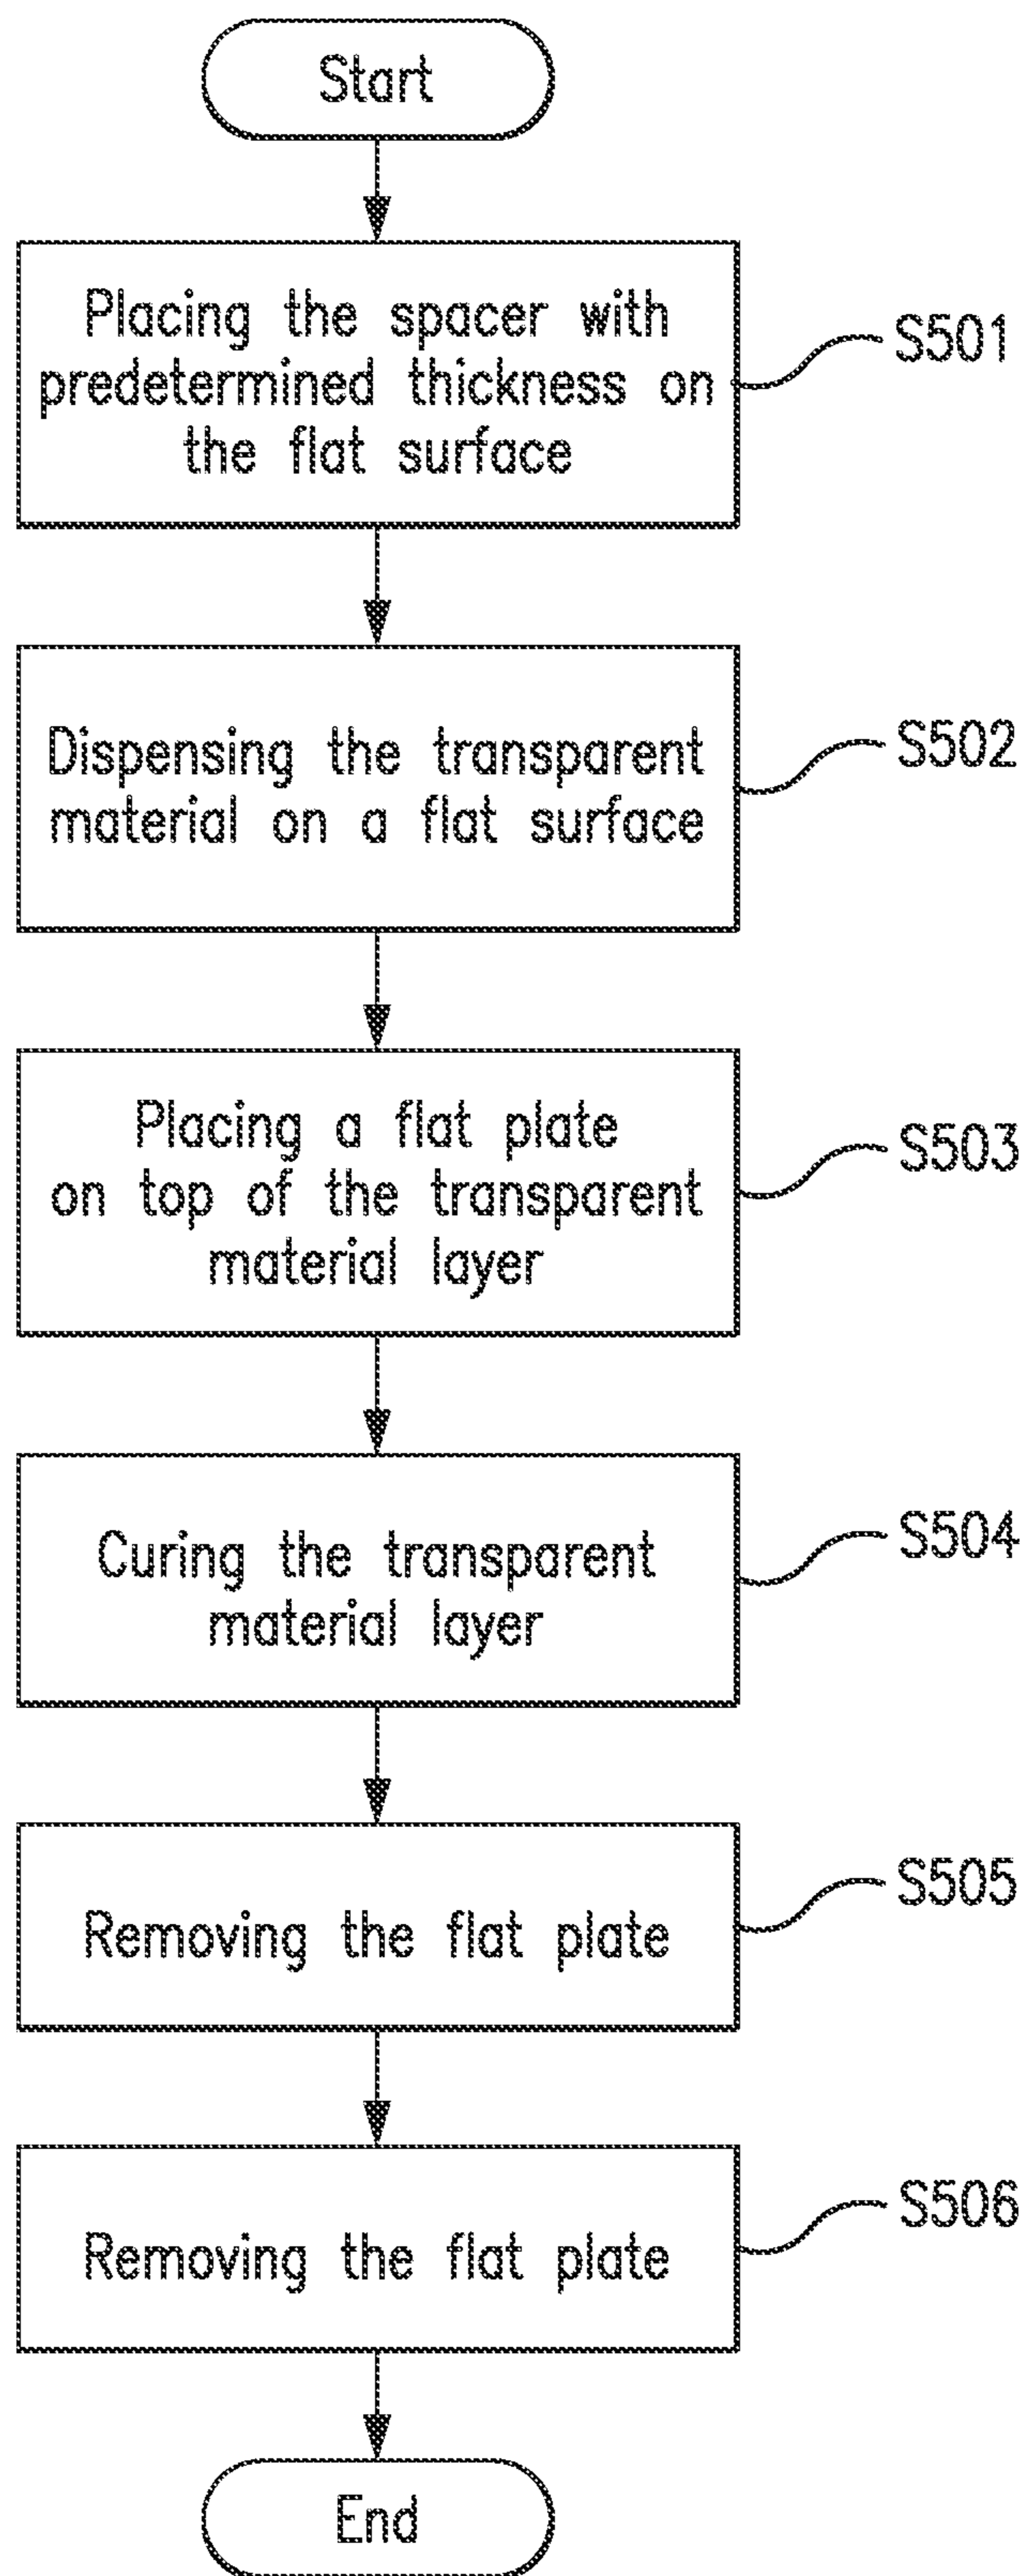 Start
Placing the spacer with
predetermined thickness on
the flat surface
S501
Dispensing the transparent
material on a flat surface
S502
Placing a flat plate
on top of the transparent
material layer
S503
Curing the transparent
material layer
S504
Removing the flat plate
S505
Removing the flat plate
S506
End